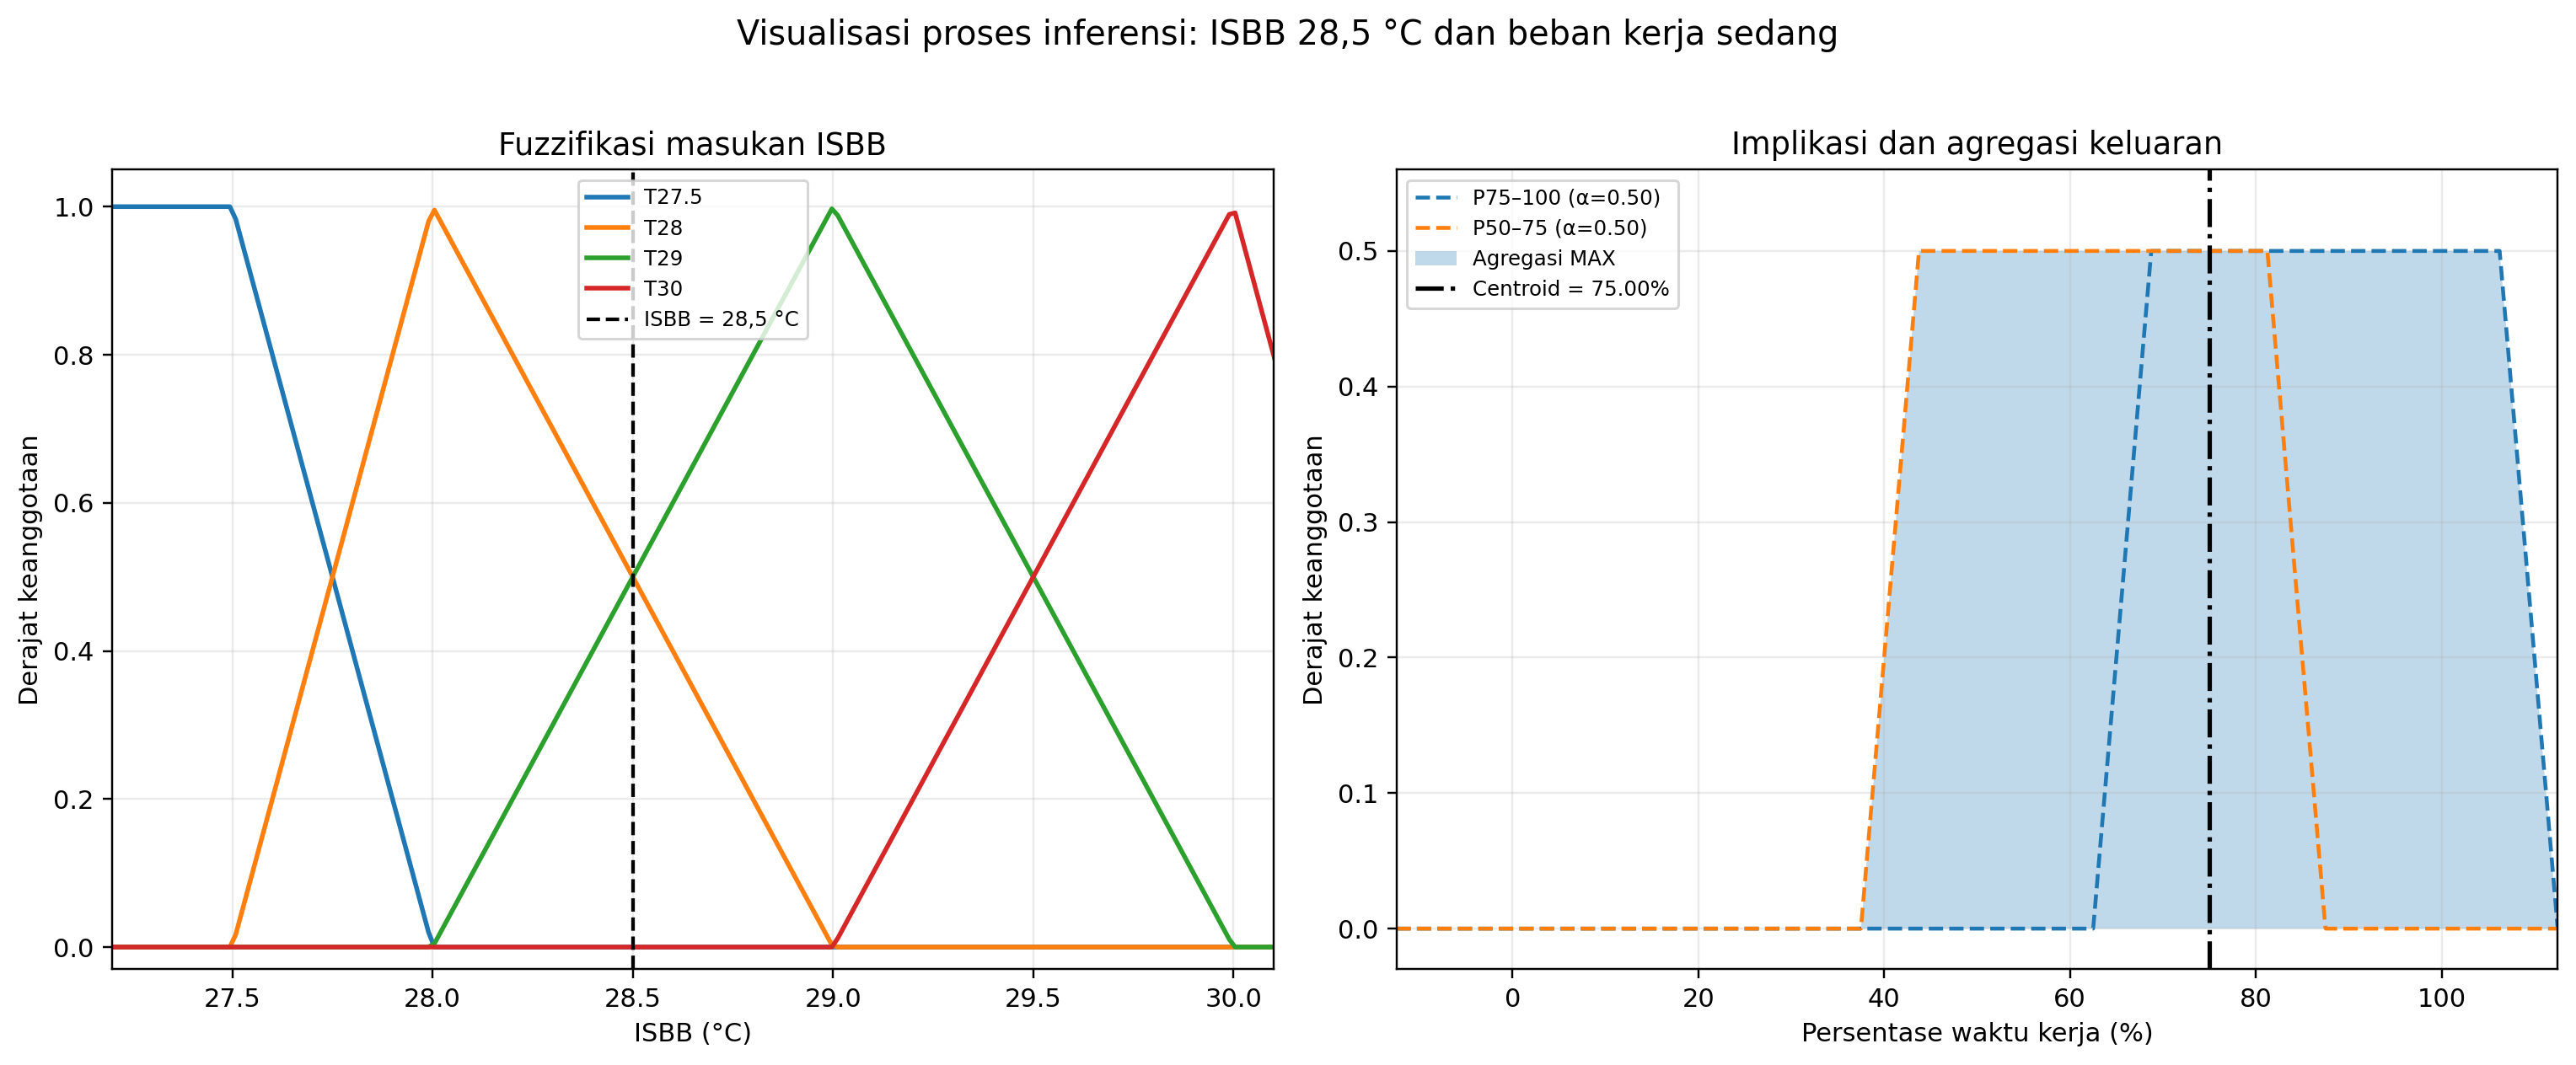 Visualisasi proses inferensi: ISBB 28,5 °C dan beban kerja sedang
Fuzzifikasi masukan ISBB
Derajat keanggotaan
1.0
0.8
0.6
0.4
0.2
0.0
T27.5
T28
T29
T30
ISBB = 28,5 °C
27.5 28.0 28.5 29.0 29.5 30.0
ISBB (°C)
Implikasi dan agregasi keluaran
Derajat keanggotaan
0.5
0.4
0.3
0.2
0.1
0.0
P75–100 (α=0.50)
P50–75 (α=0.50)
Agregasi MAX
Centroid = 75.00%
0 20 40 60 80 100
Persentase waktu kerja (%)